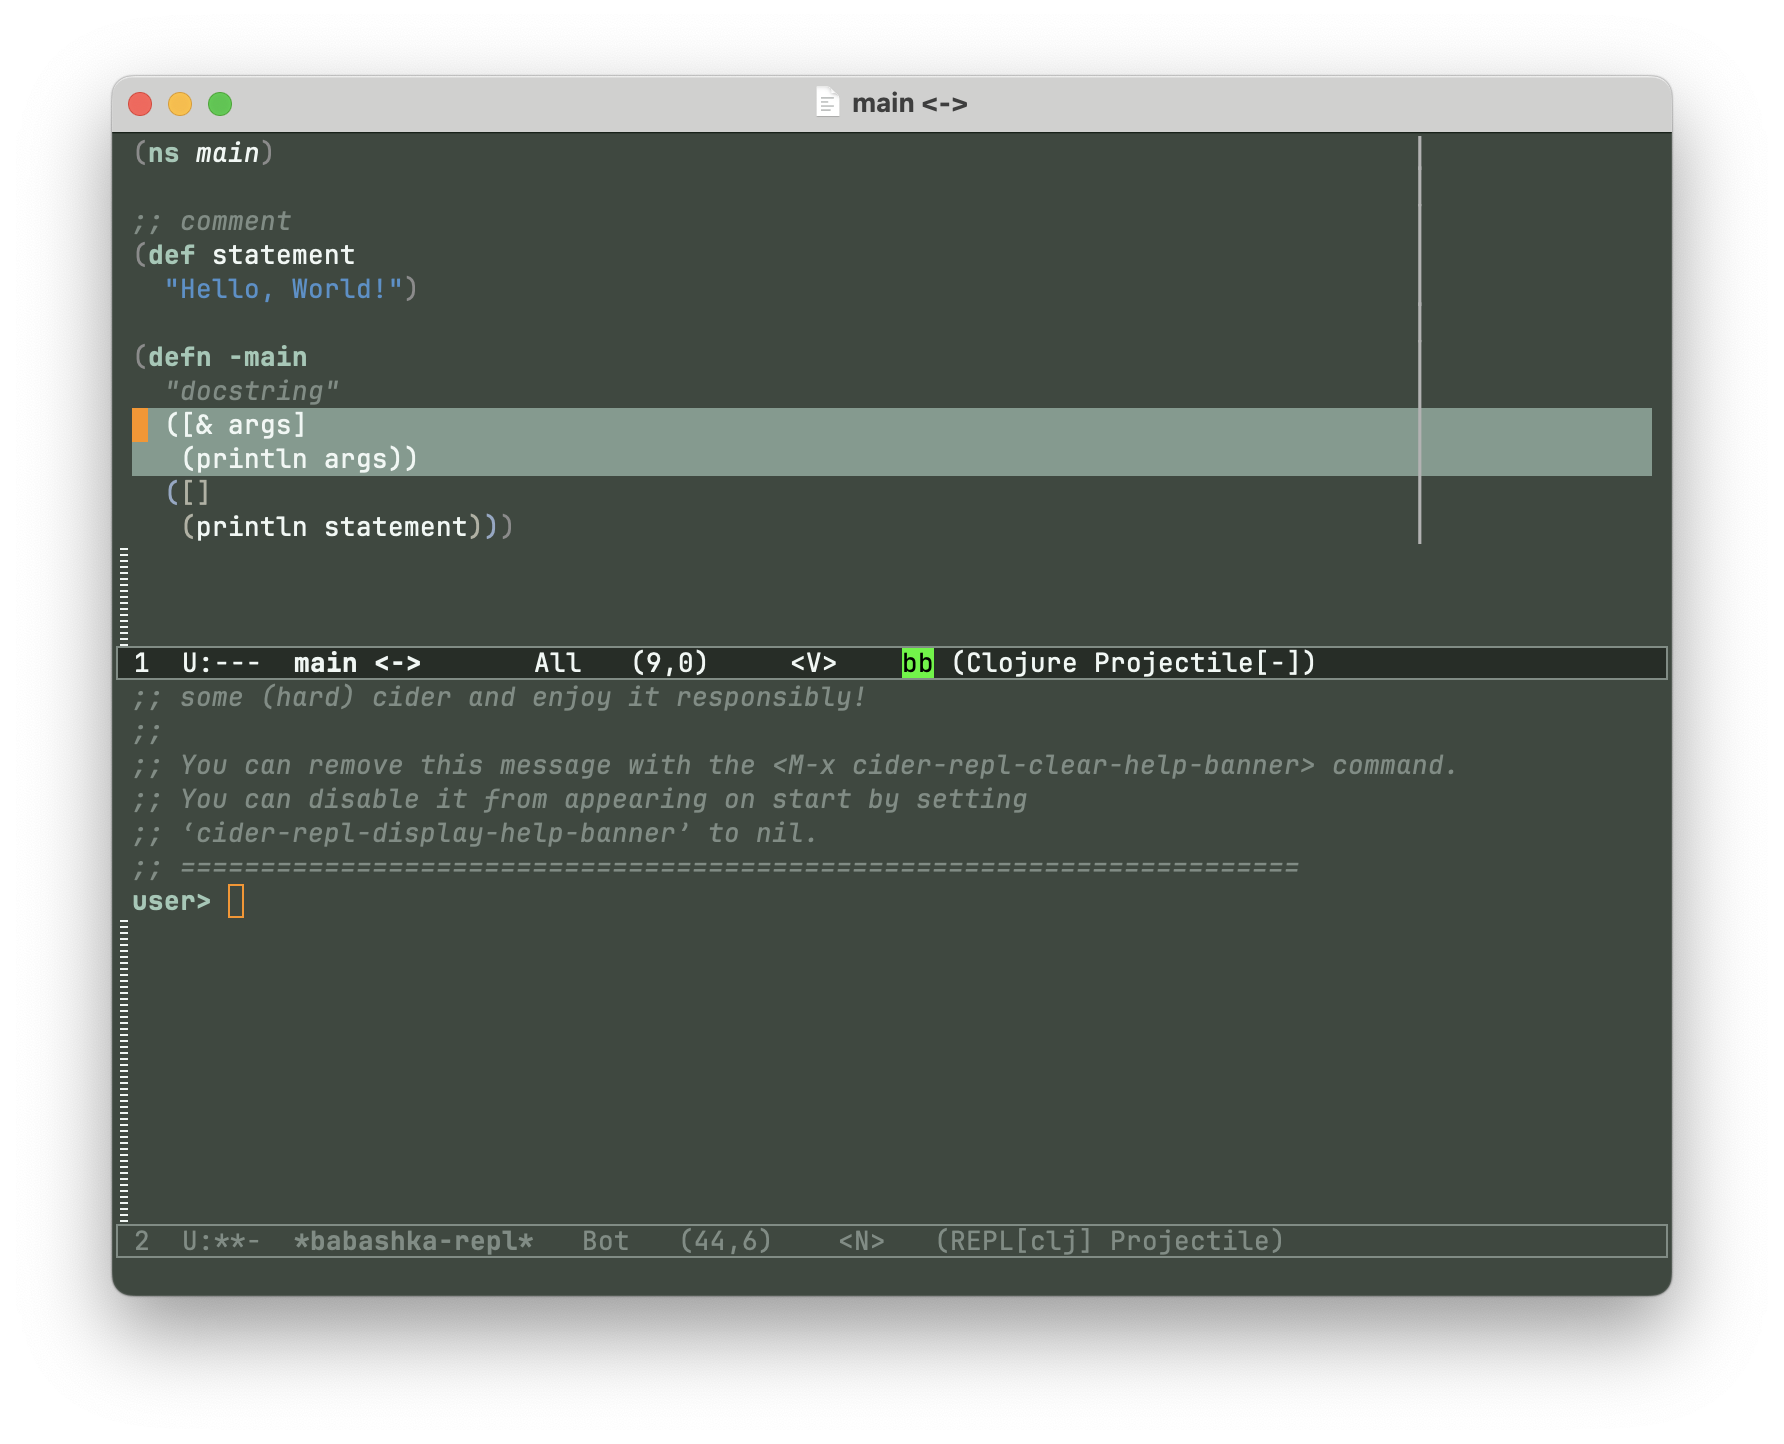 main <->
(ns main)
;; comment
(def statement
"Hello, World!")
(defn -main
"docstring"
([& args]
(println args))
([]
(println statement)))
1 U:--- main <-> All (9,0) <V> bb (Clojure Projectile[-])
;; some (hard) cider and enjoy it responsibly!
;;
;; You can remove this message with the <M-x cider-repl-clear-help-banner> command.
;; You can disable it from appearing on start by setting
;; ‘cider-repl-display-help-banner’ to nil.
;; ======================================================================
user>
2 U:**- *babashka-repl* Bot (44,6) <N> (REPL[clj] Projectile)